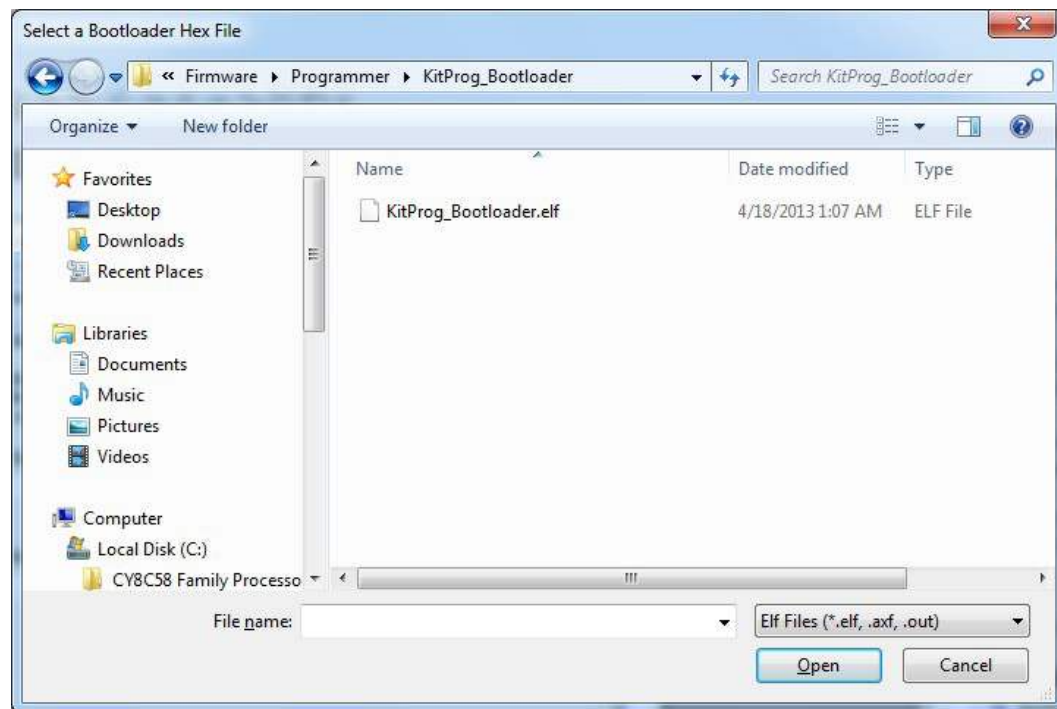 Select a Bootloader Hex File
« Firmware Programmer KitProg_Bootloader Search KitProg_Bootloader
Organize New folder
Favorites
Desktop
Downloads
Recent Places
Libraries
Documents
Music
Pictures
Videos
Computer
Local Disk (C:)
CY8C58 Family Processo
Name Date modified Type
KitProg_Bootloader.elf 4/18/2013 1:07 AM ELF File
File name: Elf Files (*.elf, .axf, .out)
Open Cancel